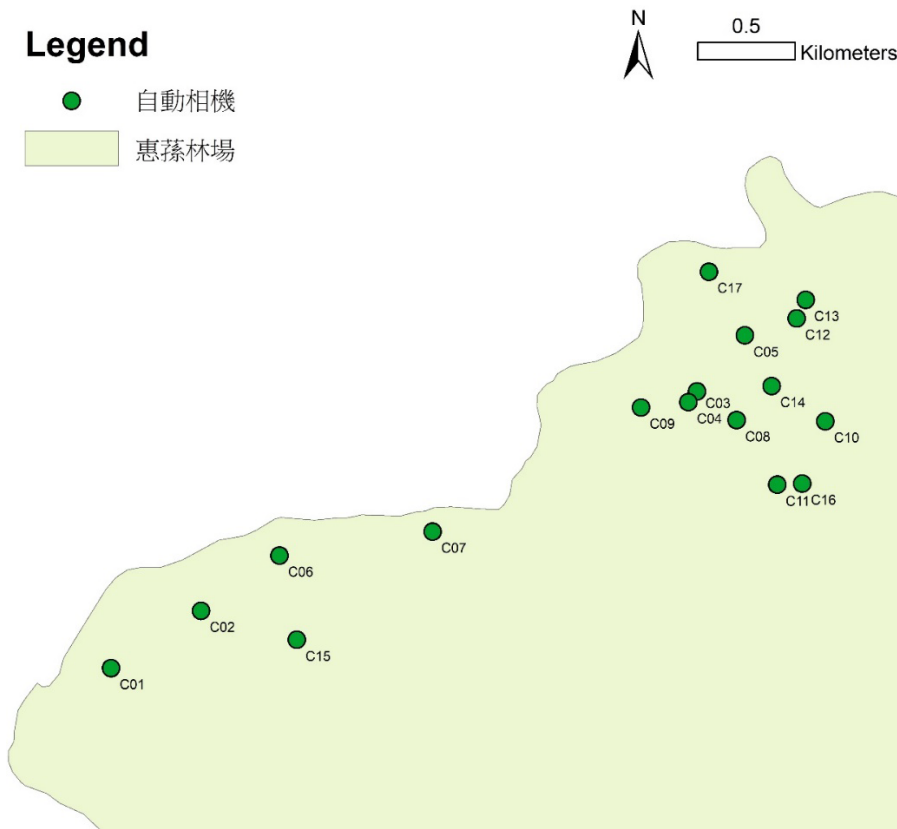 Legend
自動相機
惠蓀林場
N
0.5
Kilometers
C17
C13
C12
C05
C14
C03
C04
C09
C08
C10
C11
C16
C07
C06
C02
C15
C01